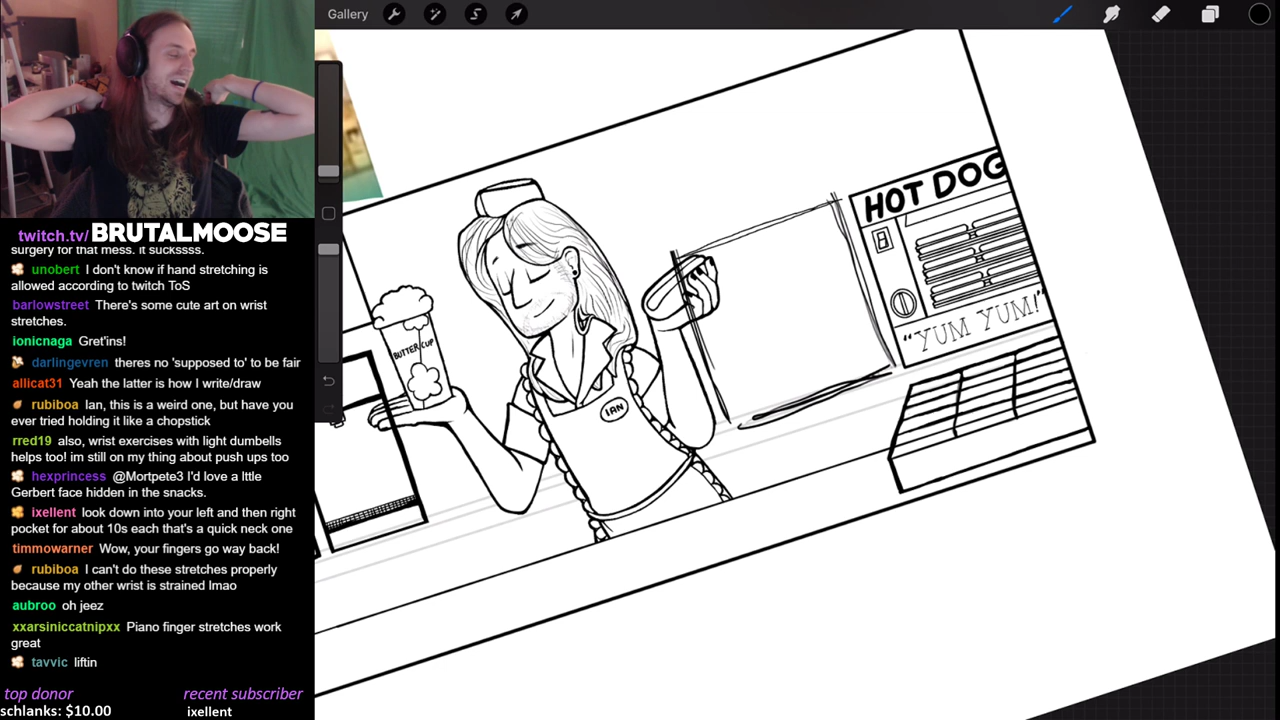 Gallery
twitch.tv/BRUTALMOOSE
surgery for that mess. it suckssss.
unobert I don't know if hand stretching is
allowed according to twitch ToS
barlowstreet There's some cute art on wrist
stretches.
ionicnaga Gret'ins!
darlingevren theres no 'supposed to' to be fair
allicat31 Yeah the latter is how I write/draw
rubiboa Ian, this is a weird one, but have you
ever tried holding it like a chopstick
rred19 also, wrist exercises with light dumbells
helps too! im still on my thing about push ups too
hexprincess @Mortpete3 I'd love a lttle
Gerbert face hidden in the snacks.
ixellent look down into your left and then right
pocket for about 10s each that's a quick neck one
timmowarner Wow, your fingers go way back!
rubiboa I can't do these stretches properly
because my other wrist is strained lmao
aubroo oh jeez
xxarsiniccatnipxx Piano finger stretches work
great
tavvic liftin
top donor
schlanks: $10.00
recent subscriber
ixellent
BUTTERCUP
IAN
HOT DOG
"YUM YUM!"